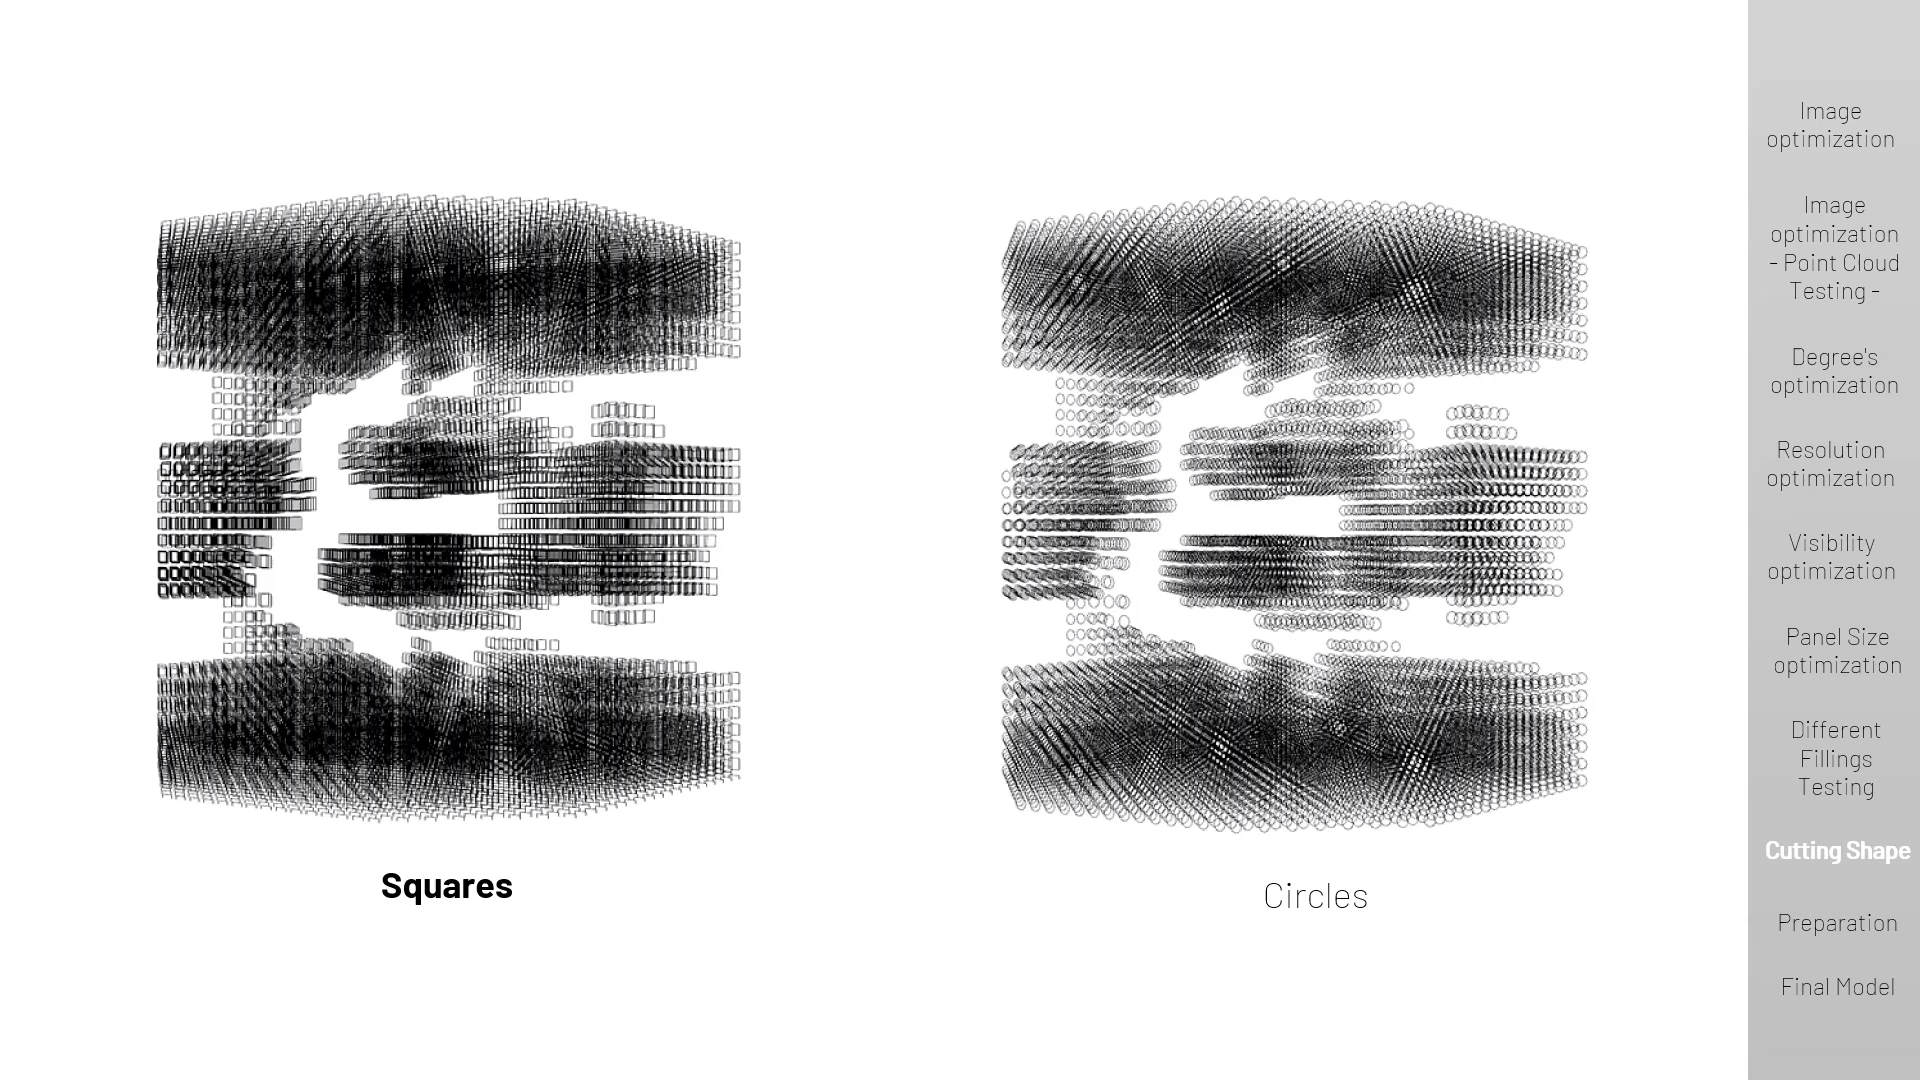 Squares
Circles
Image
optimization
Image
optimization
- Point Cloud
Testing -
Degree's
optimization
Resolution
optimization
Visibility
optimization
Panel Size
optimization
Different
Fillings
Testing
Cutting Shape
Preparation
Final Model